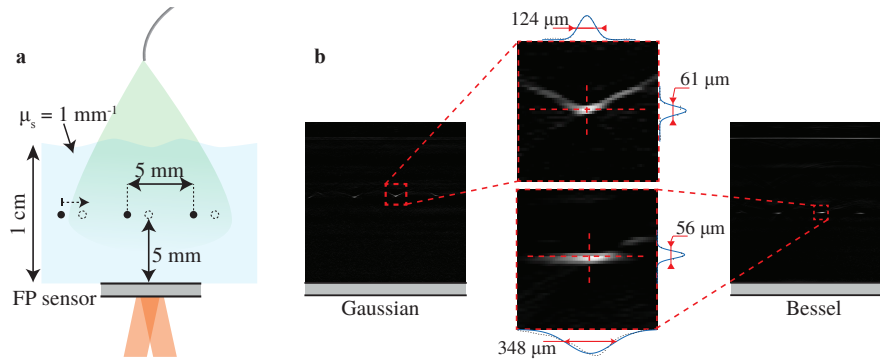 a
μs = 1 mm-1
5 mm
1 cm
5 mm
FP sensor
b
124 μm
61 μm
56 μm
348 μm
Gaussian
Bessel